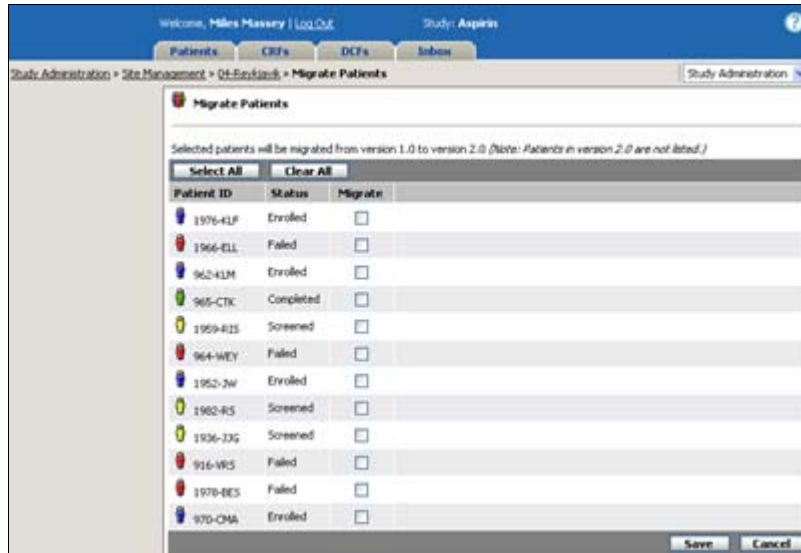 Welcome, Miles Massey | Log Out Study: Aspirin ?
Patients CRFs DCFs Inbox
Study Administration » Site Management » 04-Reykjavik » Migrate Patients Study Administration
Migrate Patients
Selected patients will be migrated from version 1.0 to version 2.0 (Note: Patients in version 2.0 are not listed.)
Select All Clear All
Patient ID Status Migrate
1976-KLF Enrolled
1966-ELL Failed
962-KLM Enrolled
965-CTK Completed
1959-RIS Screened
964-WEY Failed
1952-JW Enrolled
1982-RS Screened
1936-JJG Screened
916-VRS Failed
1978-BES Failed
970-CMA Enrolled
Save Cancel